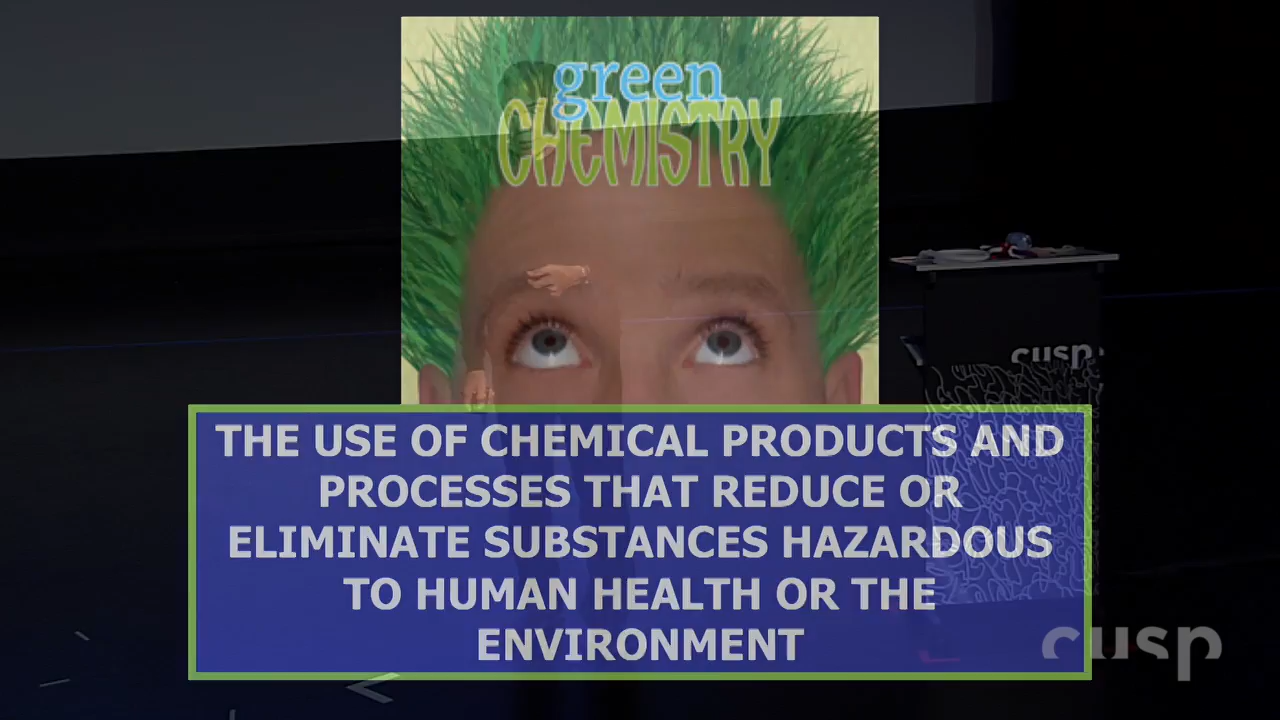 green
CHEMISTRY
cusp
THE USE OF CHEMICAL PRODUCTS AND
PROCESSES THAT REDUCE OR
ELIMINATE SUBSTANCES HAZARDOUS
TO HUMAN HEALTH OR THE
ENVIRONMENT
cusp